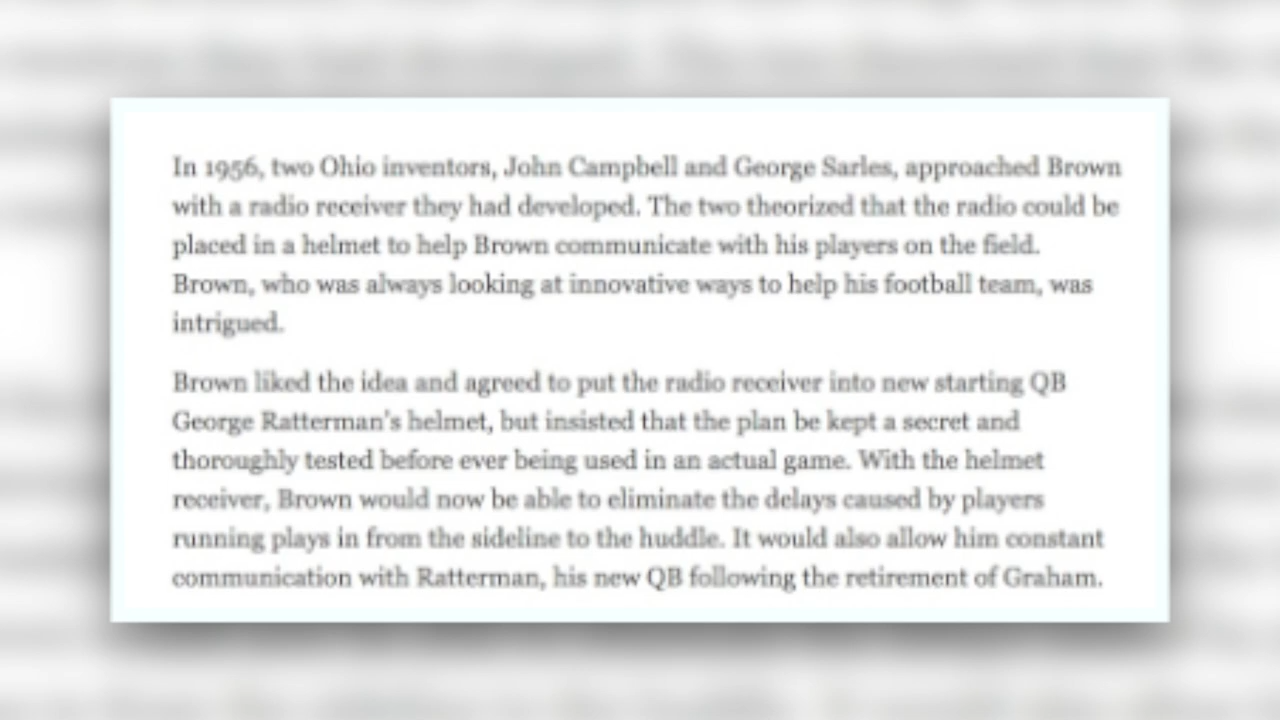 In 1956, two Ohio inventors, John Campbell and George Sarles, approached Brown
with a radio receiver they had developed. The two theorized that the radio could be
placed in a helmet to help Brown communicate with his players on the field.
Brown, who was always looking at innovative ways to help his football team, was
intrigued.
Brown liked the idea and agreed to put the radio receiver into new starting QB
George Ratterman's helmet, but insisted that the plan be kept a secret and
thoroughly tested before ever being used in an actual game. With the helmet
receiver, Brown would now be able to eliminate the delays caused by players
running plays in from the sideline to the huddle. It would also allow him constant
communication with Ratterman, his new QB following the retirement of Graham.